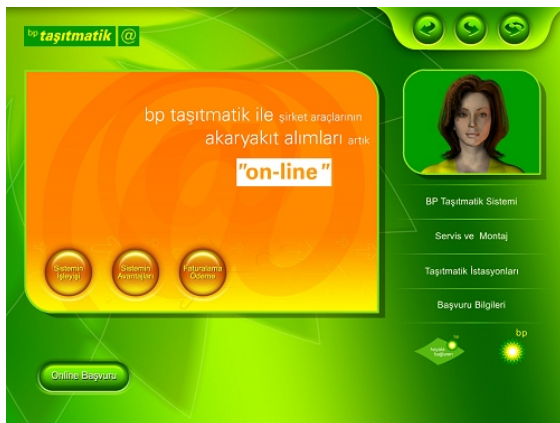 bp taşıtmatik @
bp taşıtmatik ile şirket araçlarının
akaryakıt alımları artık
"on-line"
Sistemin
İşleyişi
Sistemin
Avantajları
Faturalama
Ödeme
BP Taşıtmatik Sistemi
Servis ve Montaj
Taşıtmatik İstasyonları
Başvuru Bilgileri
bp
Online Başvuru